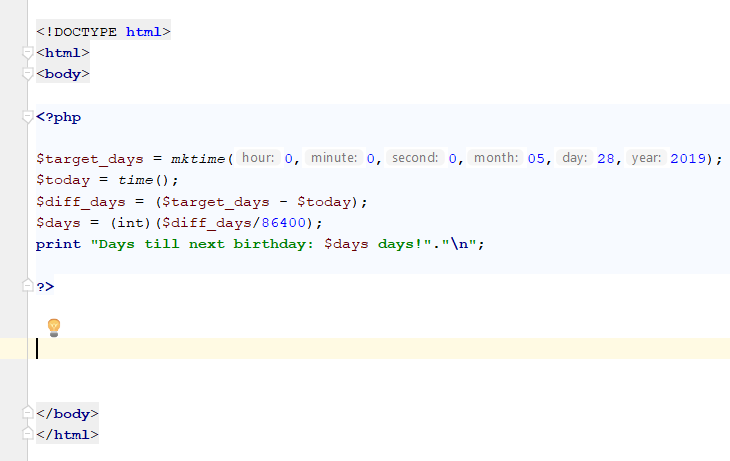 <!DOCTYPE html>
<html>
<body>
<?php
$target_days = mktime( hour: 0, minute: 0, second: 0, month: 05, day: 28, year: 2019);
$today = time();
$diff_days = ($target_days - $today);
$days = (int)($diff_days/86400);
print "Days till next birthday: $days days!"."\n";
?>
</body>
</html>